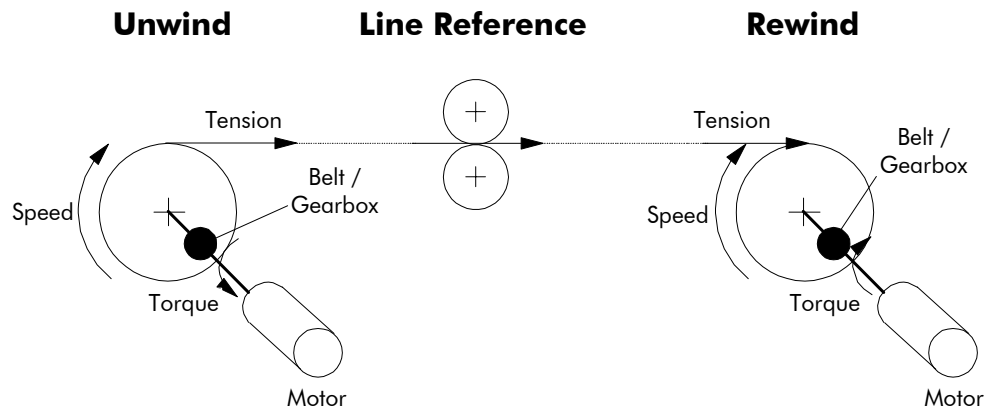 Unwind
Line Reference
Rewind
Tension
Tension
Belt /
Gearbox
Belt /
Gearbox
Speed
Speed
Torque
Torque
Motor
Motor